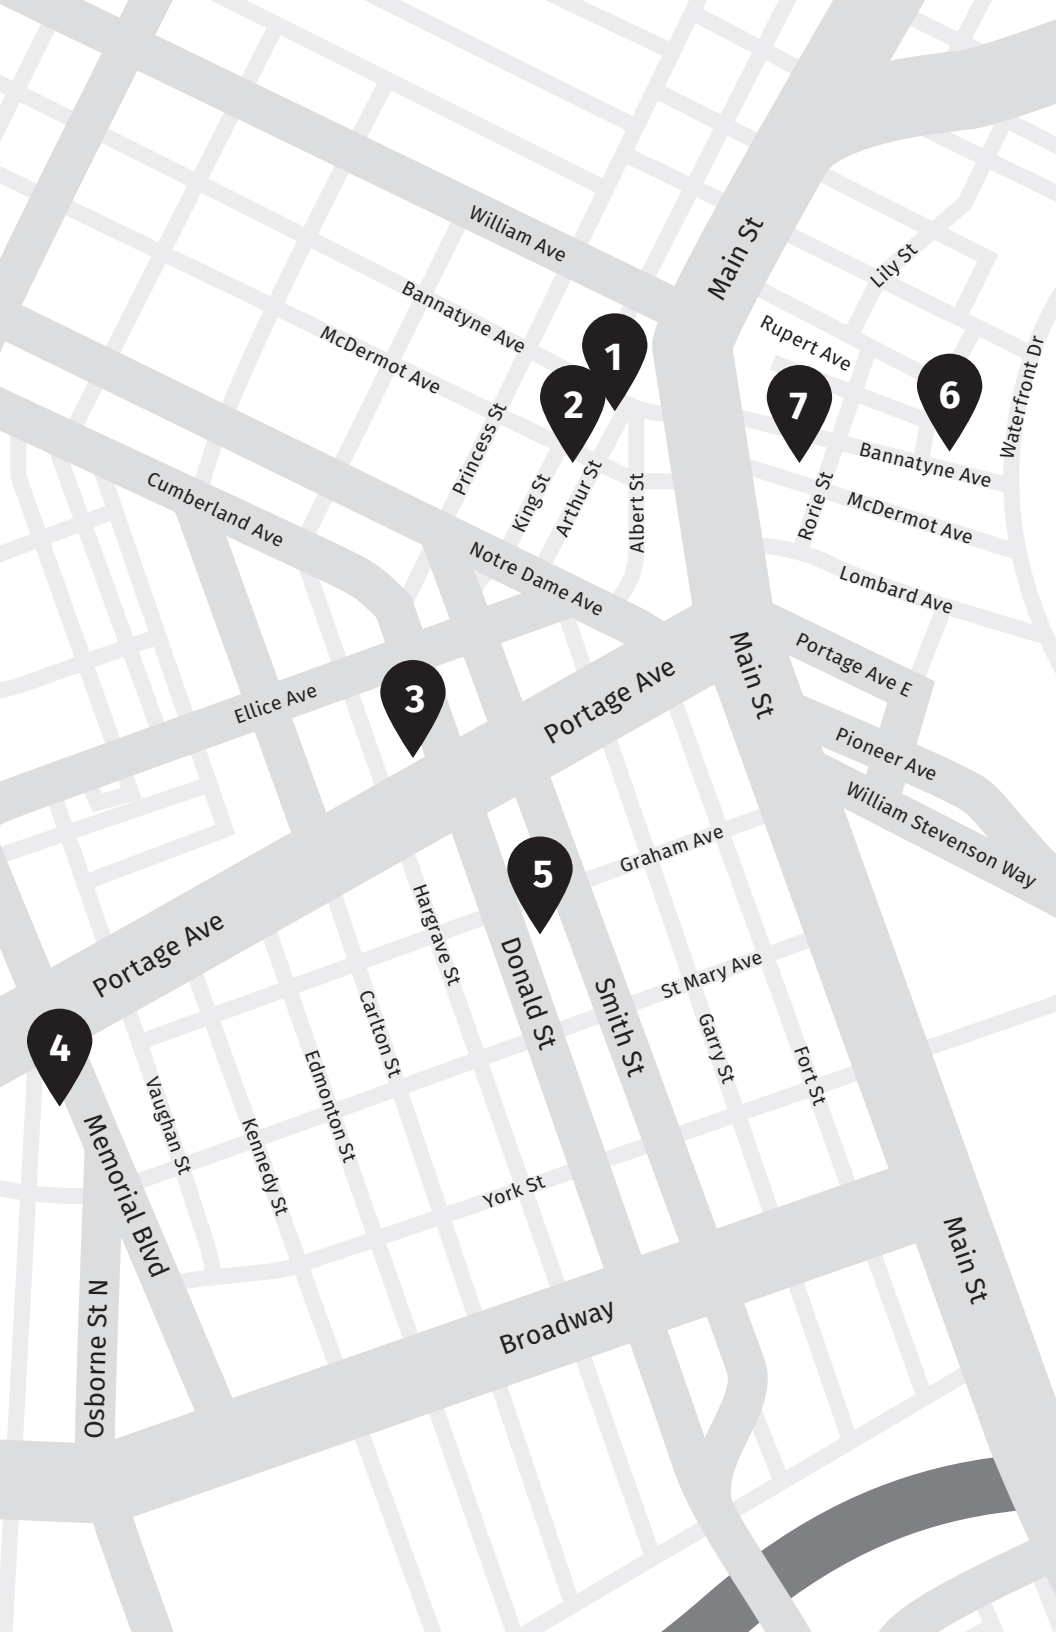 William Ave
Main St
Lily St
Bannatyne Ave
McDermot Ave
Rupert Ave
Waterfront Dr
1
2
7
6
Princess St
King St
Arthur St
Albert St
Rorie St
Bannatyne Ave
McDermot Ave
Cumberland Ave
Notre Dame Ave
Lombard Ave
Ellice Ave
3
Portage Ave
Main St
Portage Ave E
Pioneer Ave
William Stevenson Way
Graham Ave
5
Portage Ave
Hargrave St
Donald St
Smith St
St Mary Ave
4
Carlton St
Garry St
Fort St
Vaughan St
Edmonton St
Kennedy St
Memorial Blvd
York St
Main St
Osborne St N
Broadway